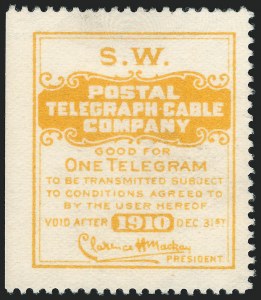 S.W.
POSTAL
TELEGRAPH CABLE
COMPANY
GOOD FOR
ONE TELEGRAM
TO BE TRANSMITTED SUBJECT
TO CONDITIONS AGREED TO
BY THE USER HEREOF
VOID AFTER 1910 DEC 31ST
Clarence H Mackay
PRESIDENT